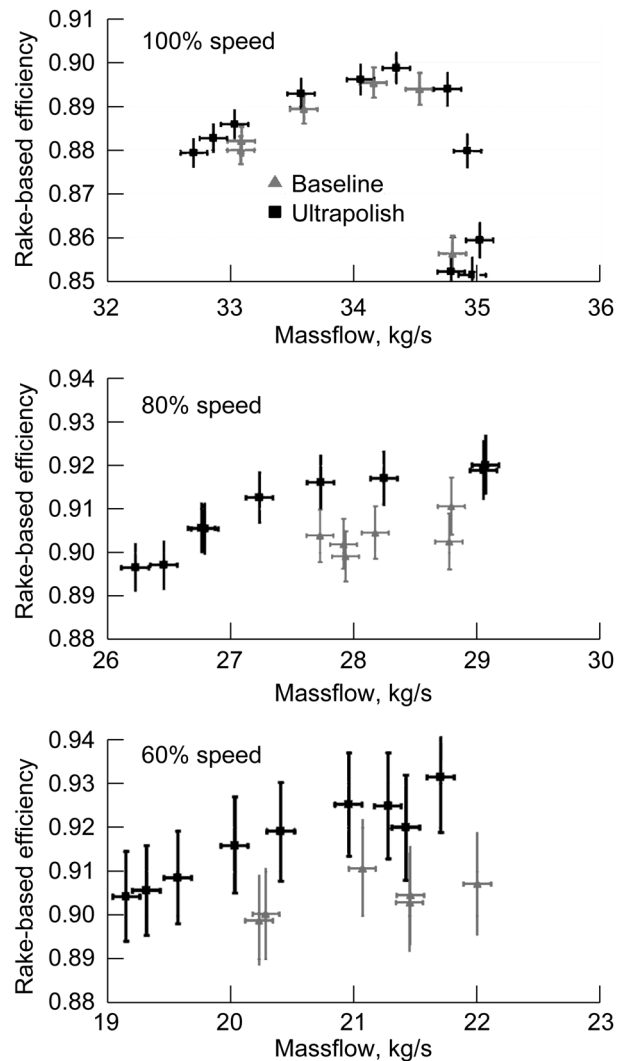 Rake-based efficiency
0.91
0.90
0.89
0.88
0.87
0.86
0.85
100% speed
Baseline
Ultrapolish
32 33 34 35 36
Massflow, kg/s
Rake-based efficiency
0.94
0.93
0.92
0.91
0.90
0.89
0.88
80% speed
26 27 28 29 30
Massflow, kg/s
Rake-based efficiency
0.94
0.93
0.92
0.91
0.90
0.89
0.88
60% speed
19 20 21 22 23
Massflow, kg/s